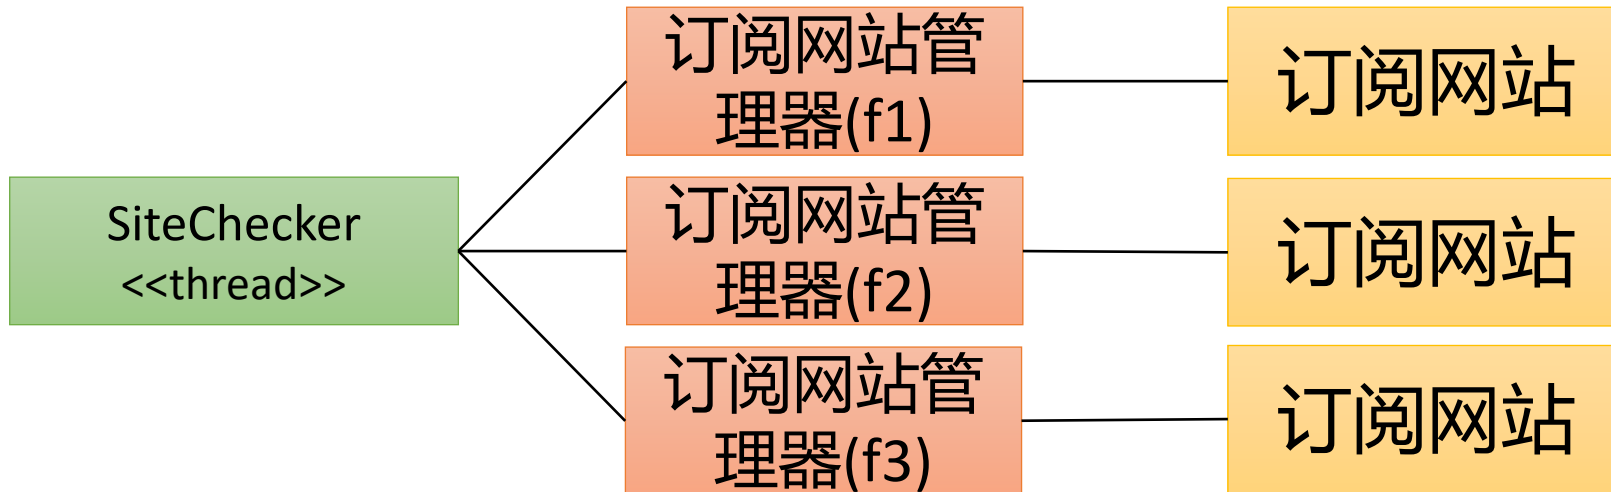 SiteChecker
<<thread>>
订阅网站管
理器(f1)
订阅网站
订阅网站管
理器(f2)
订阅网站
订阅网站管
理器(f3)
订阅网站